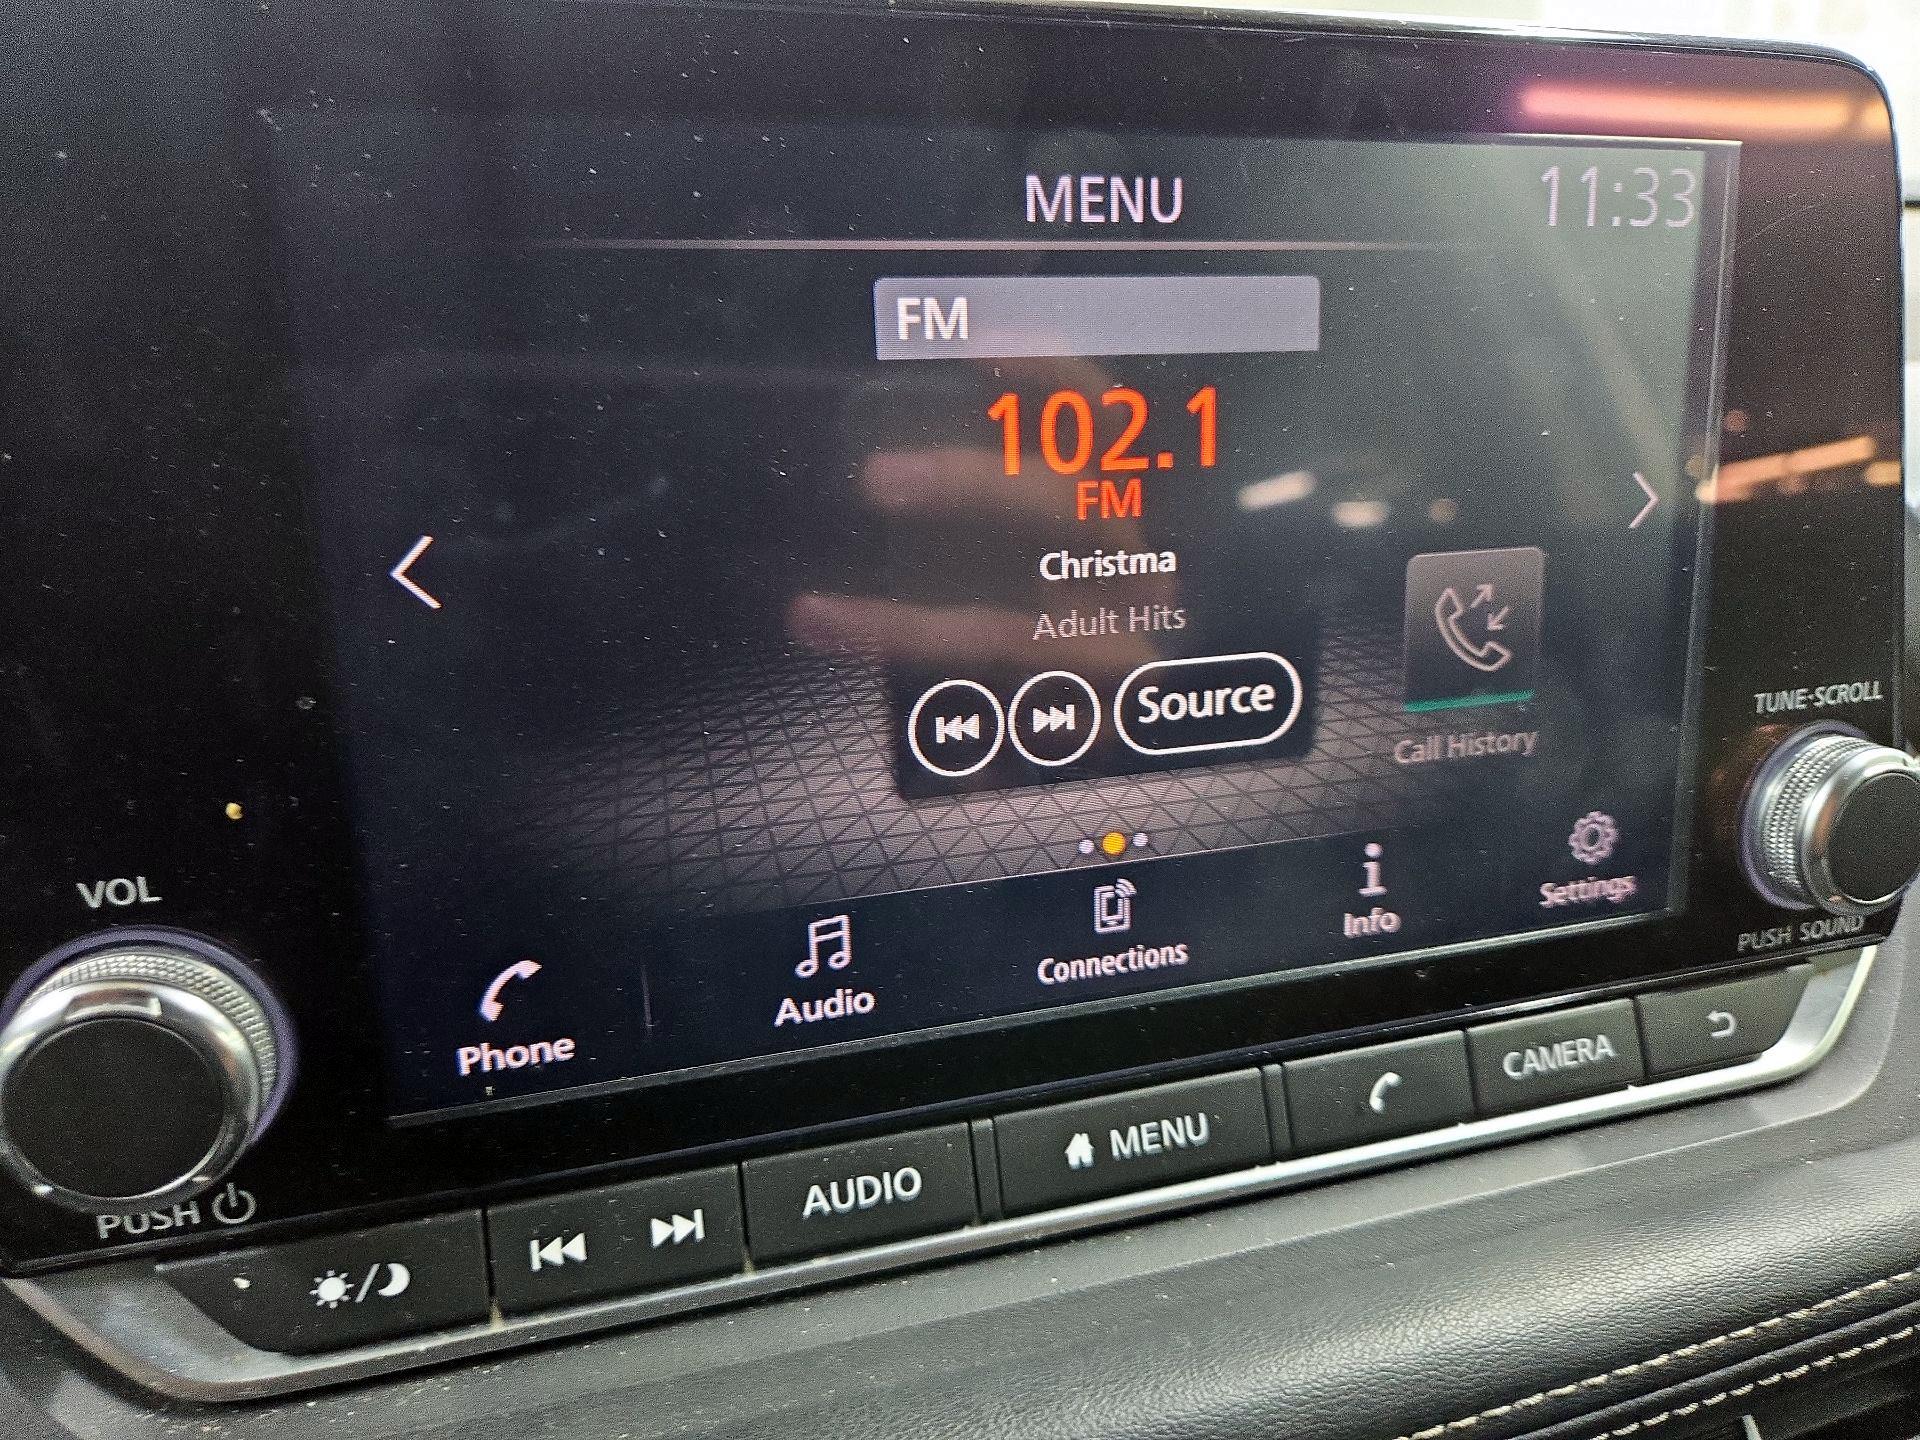 MENU
11:33
FM
102.1
FM
Christma
Adult Hits
Source
Call History
Phone
Audio
Connections
Info
Settings
VOL
PUSH
TUNE·SCROLL
PUSH SOUND
AUDIO
MENU
CAMERA